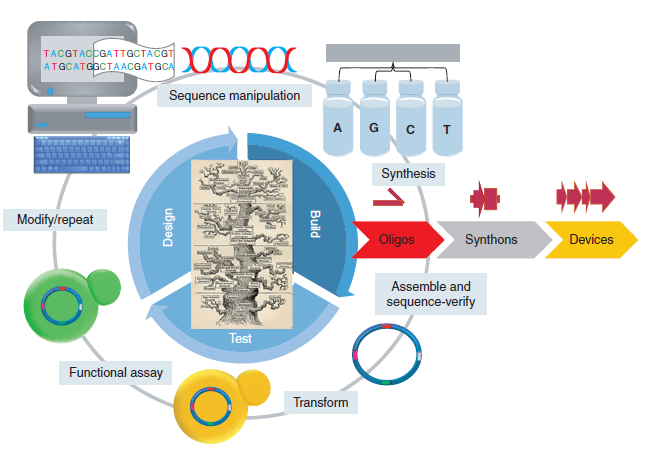 TACGTACCGATTGCTACGT
ATGCATGGCTAACGATGCA
Sequence manipulation
A
G
C
T
Synthesis
Modify/repeat
Design
Build
Test
Oligos
Synthons
Devices
Assemble and
sequence-verify
Functional assay
Transform